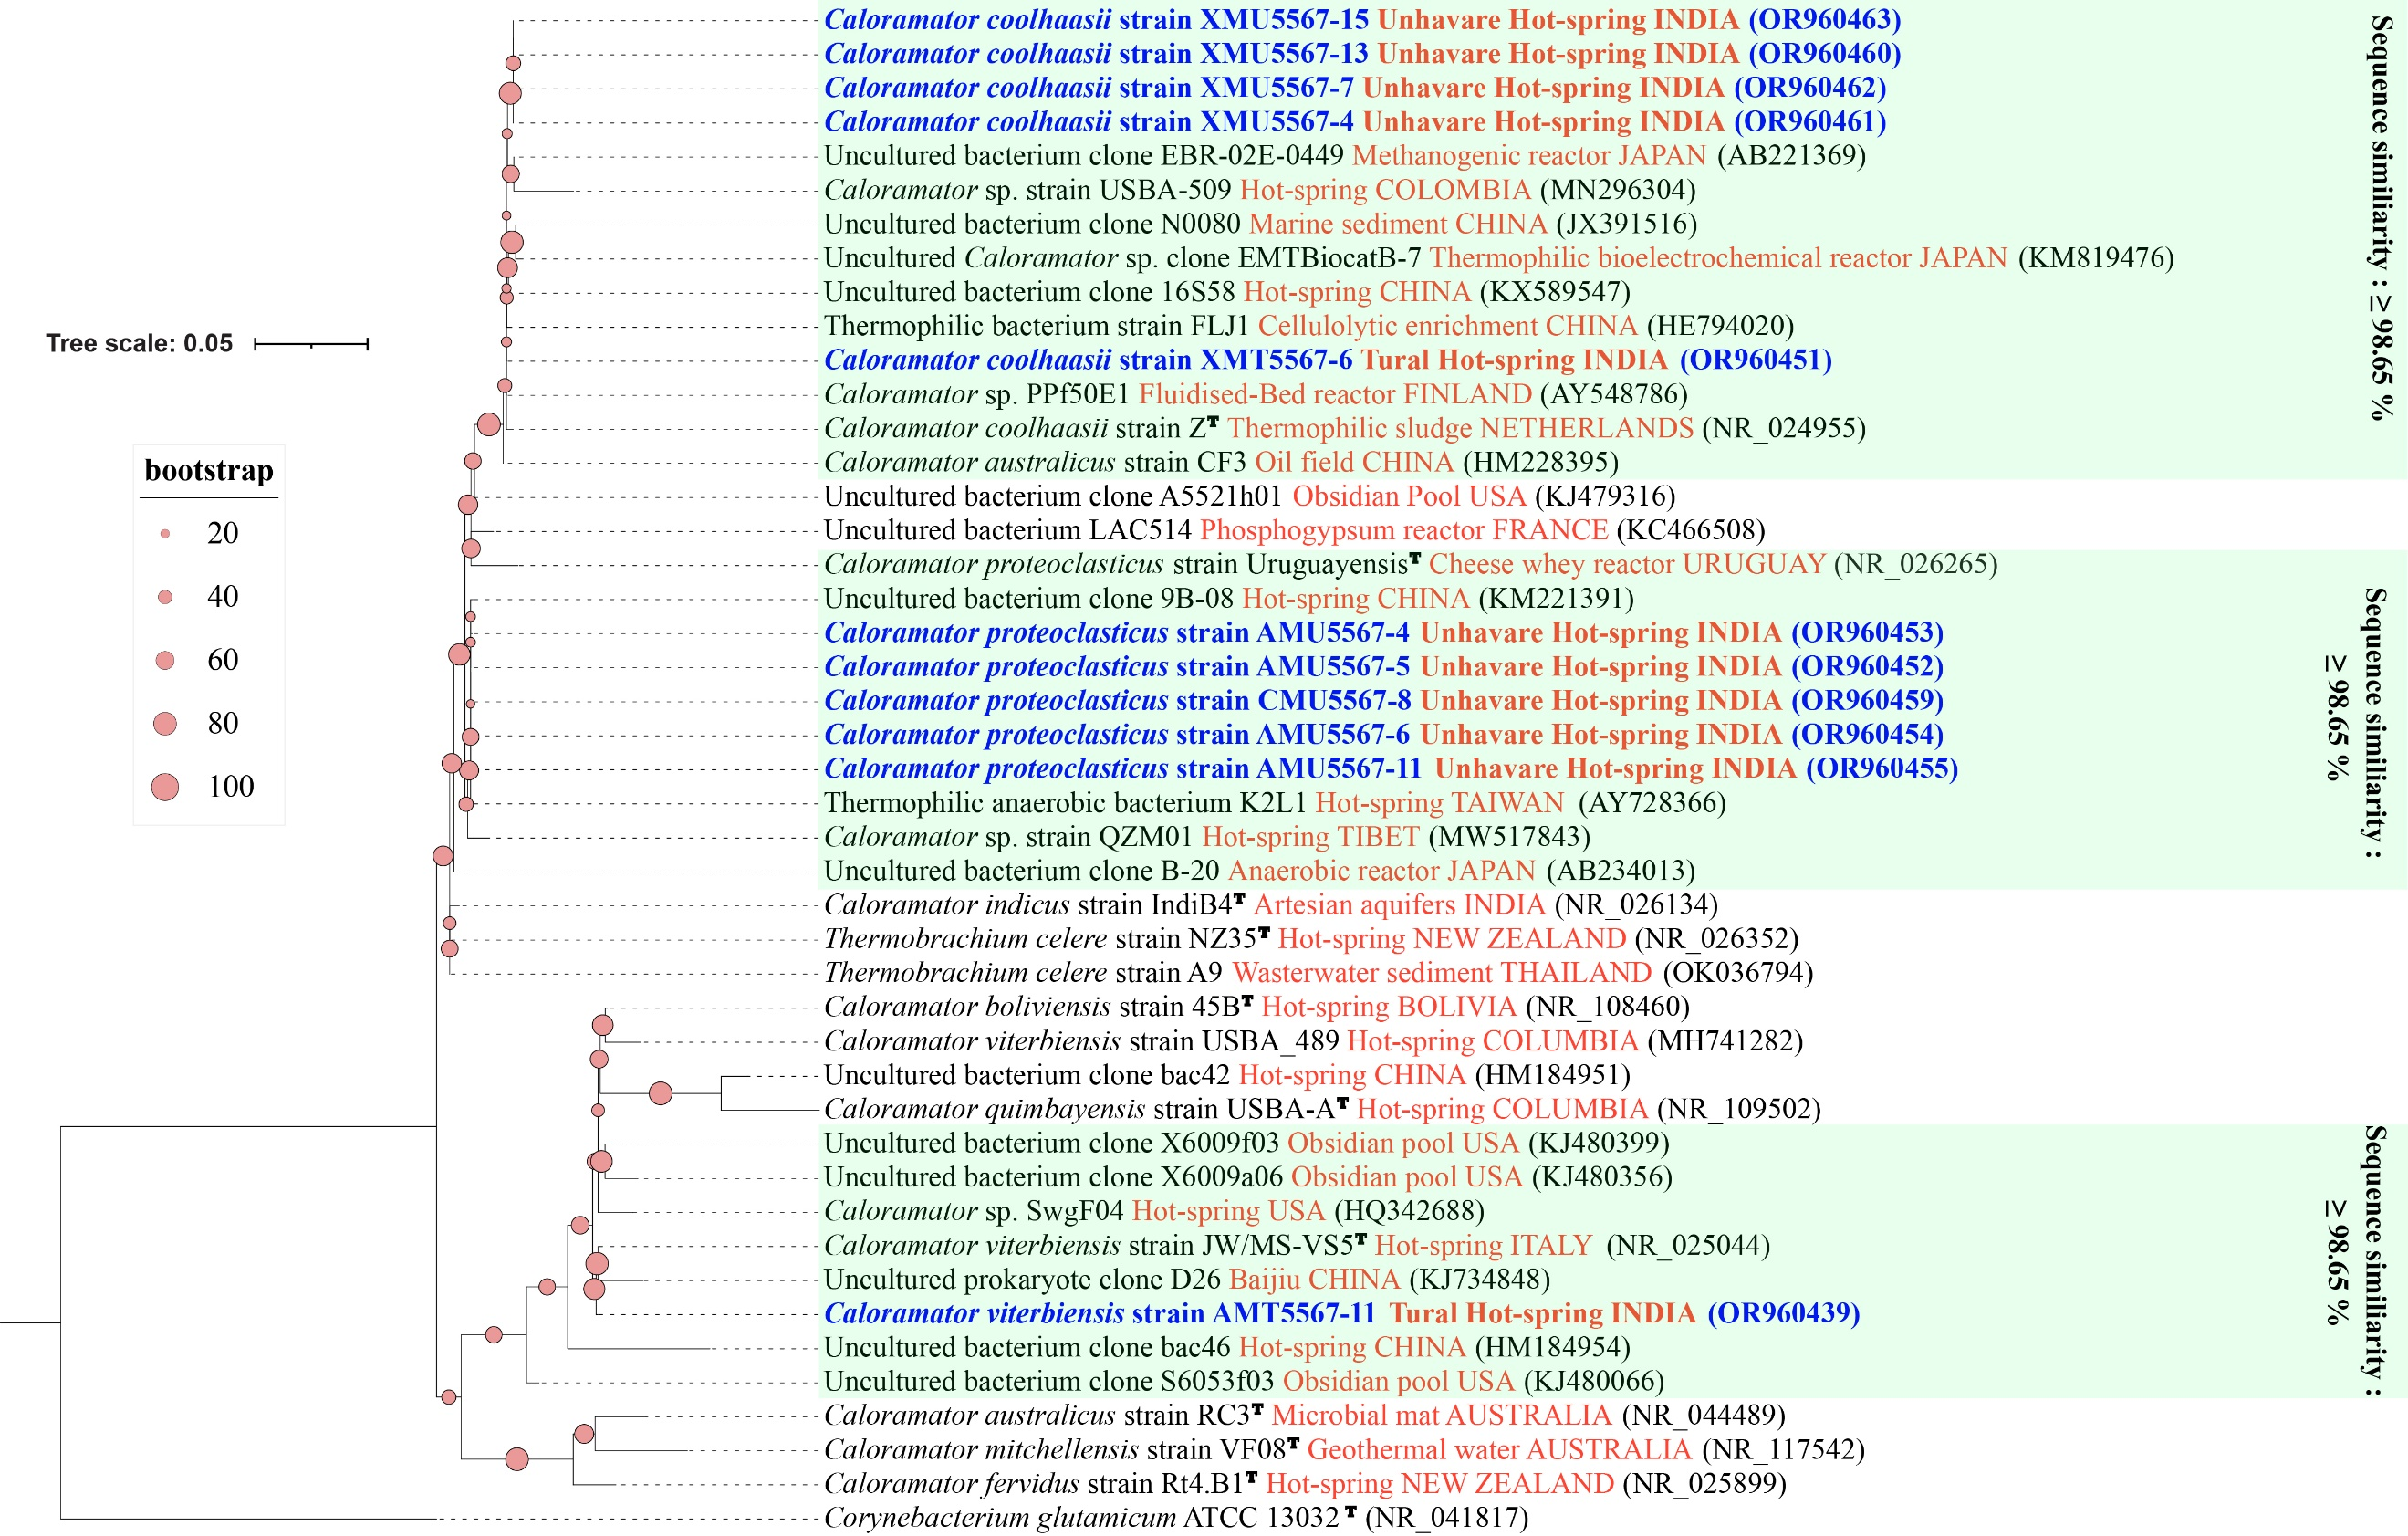 Caloramator coolhaasii strain XMU5567-15 Unhavare Hot-spring INDIA (OR960463)
Caloramator coolhaasii strain XMU5567-13 Unhavare Hot-spring INDIA (OR960460)
Caloramator coolhaasii strain XMU5567-7 Unhavare Hot-spring INDIA (OR960462)
Caloramator coolhaasii strain XMU5567-4 Unhavare Hot-spring INDIA (OR960461)
Uncultured bacterium clone EBR-02E-0449 Methanogenic reactor JAPAN (AB221369)
Caloramator sp. strain USBA-509 Hot-spring COLOMBIA (MN296304)
Uncultured bacterium clone N0080 Marine sediment CHINA (JX391516)
Uncultured Caloramator sp. clone EMTBiocatB-7 Thermophilic bioelectrochemical reactor JAPAN (KM819476)
Uncultured bacterium clone 16S58 Hot-spring CHINA (KX589547)
Thermophilic bacterium strain FLJ1 Cellulolytic enrichment CHINA (HE794020)
Caloramator coolhaasii strain XMT5567-6 Tural Hot-spring INDIA (OR960451)
Caloramator sp. PPf50E1 Fluidised-Bed reactor FINLAND (AY548786)
Caloramator coolhaasii strain Zᵀ Thermophilic sludge NETHERLANDS (NR_024955)
Caloramator australicus strain CF3 Oil field CHINA (HM228395)
Sequence similiarity : ≥ 98.65 %
Tree scale: 0.05
bootstrap
20
40
60
80
100
Uncultured bacterium clone A5521h01 Obsidian Pool USA (KJ479316)
Uncultured bacterium LAC514 Phosphogypsum reactor FRANCE (KC466508)
Caloramator proteoclasticus strain Uruguayensisᵀ Cheese whey reactor URUGUAY (NR_026265)
Uncultured bacterium clone 9B-08 Hot-spring CHINA (KM221391)
Caloramator proteoclasticus strain AMU5567-4 Unhavare Hot-spring INDIA (OR960453)
Caloramator proteoclasticus strain AMU5567-5 Unhavare Hot-spring INDIA (OR960452)
Caloramator proteoclasticus strain CMU5567-8 Unhavare Hot-spring INDIA (OR960459)
Caloramator proteoclasticus strain AMU5567-6 Unhavare Hot-spring INDIA (OR960454)
Caloramator proteoclasticus strain AMU5567-11 Unhavare Hot-spring INDIA (OR960455)
Thermophilic anaerobic bacterium K2L1 Hot-spring TAIWAN (AY728366)
Caloramator sp. strain QZM01 Hot-spring TIBET (MW517843)
Uncultured bacterium clone B-20 Anaerobic reactor JAPAN (AB234013)
Sequence similiarity :
≥ 98.65 %
Caloramator indicus strain IndiB4ᵀ Artesian aquifers INDIA (NR_026134)
Thermobrachium celere strain NZ35ᵀ Hot-spring NEW ZEALAND (NR_026352)
Thermobrachium celere strain A9 Wasterwater sediment THAILAND (OK036794)
Caloramator boliviensis strain 45Bᵀ Hot-spring BOLIVIA (NR_108460)
Caloramator viterbiensis strain USBA_489 Hot-spring COLUMBIA (MH741282)
Uncultured bacterium clone bac42 Hot-spring CHINA (HM184951)
Caloramator quimbayensis strain USBA-Aᵀ Hot-spring COLUMBIA (NR_109502)
Uncultured bacterium clone X6009f03 Obsidian pool USA (KJ480399)
Uncultured bacterium clone X6009a06 Obsidian pool USA (KJ480356)
Caloramator sp. SwgF04 Hot-spring USA (HQ342688)
Caloramator viterbiensis strain JW/MS-VS5ᵀ Hot-spring ITALY (NR_025044)
Uncultured prokaryote clone D26 Baijiu CHINA (KJ734848)
Caloramator viterbiensis strain AMT5567-11 Tural Hot-spring INDIA (OR960439)
Uncultured bacterium clone bac46 Hot-spring CHINA (HM184954)
Uncultured bacterium clone S6053f03 Obsidian pool USA (KJ480066)
Sequence similiarity :
≥ 98.65 %
Caloramator australicus strain RC3ᵀ Microbial mat AUSTRALIA (NR_044489)
Caloramator mitchellensis strain VF08ᵀ Geothermal water AUSTRALIA (NR_117542)
Caloramator fervidus strain Rt4.B1ᵀ Hot-spring NEW ZEALAND (NR_025899)
Corynebacterium glutamicum ATCC 13032 ᵀ (NR_041817)